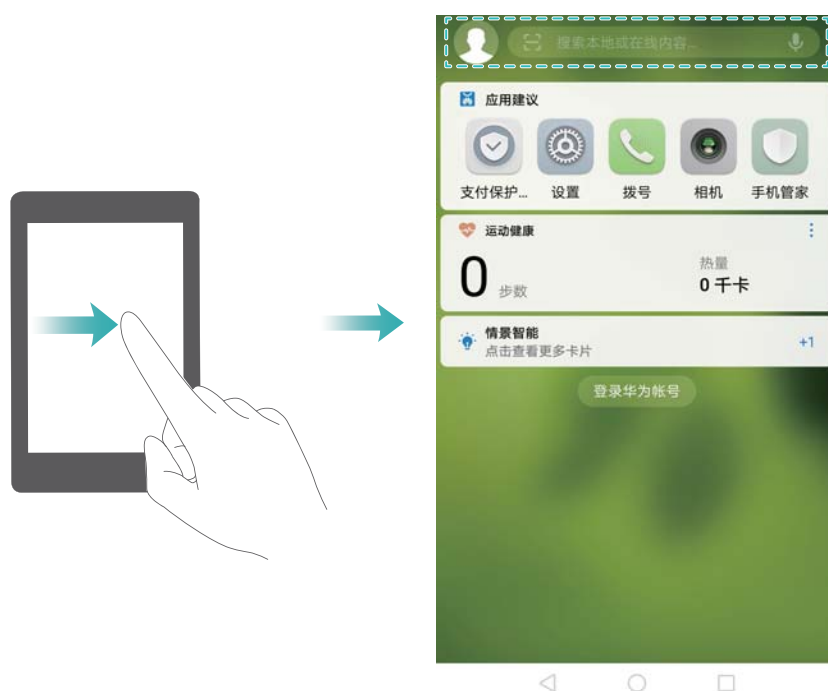 搜索本地或在线内容...
应用建议
支付保护... 设置 拨号 相机 手机管家
运动健康
0 步数
热量
0 千卡
情景智能
点击查看更多卡片
+1
登录华为帐号